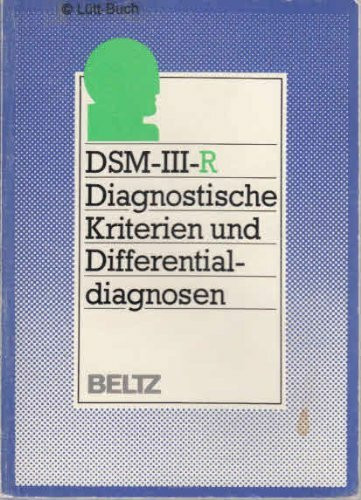 © Lütt-Buch
DSM-III-R
Diagnostische
Kriterien und
Differential-
diagnosen
BELTZ